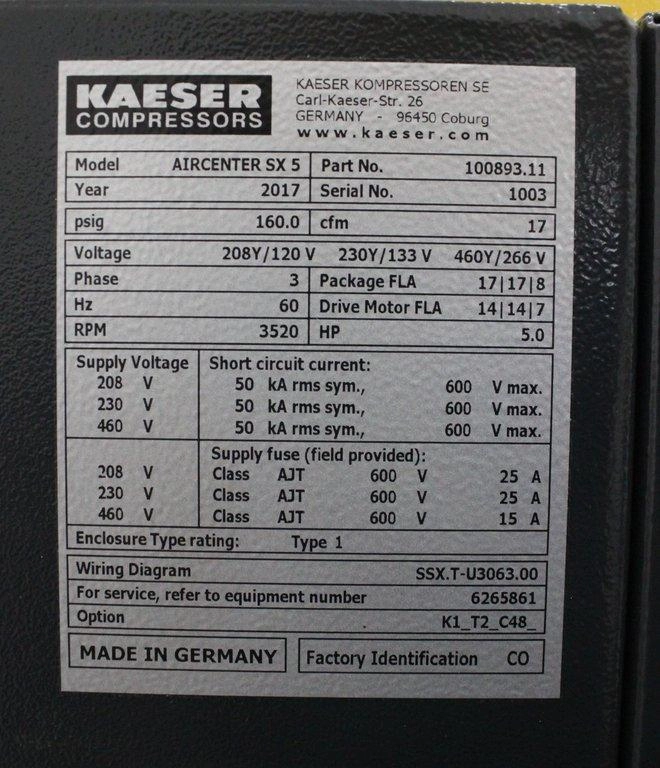 KAESER
COMPRESSORS
KAESER KOMPRESSOREN SE
Carl-Kaeser-Str. 26
GERMANY - 96450 Coburg
www.kaeser.com
Model AIRCENTER SX 5 Part No. 100893.11
Year 2017 Serial No. 1003
psig 160.0 cfm 17
Voltage 208Y/120 V 230Y/133 V 460Y/266 V
Phase 3 Package FLA 17|17|8
Hz 60 Drive Motor FLA 14|14|7
RPM 3520 HP 5.0
Supply Voltage Short circuit current:
208 V 50 kA rms sym., 600 V max.
230 V 50 kA rms sym., 600 V max.
460 V 50 kA rms sym., 600 V max.
Supply fuse (field provided):
208 V Class AJT 600 V 25 A
230 V Class AJT 600 V 25 A
460 V Class AJT 600 V 15 A
Enclosure Type rating: Type 1
Wiring Diagram SSX.T-U3063.00
For service, refer to equipment number 6265861
Option K1_T2_C48_
MADE IN GERMANY Factory Identification CO